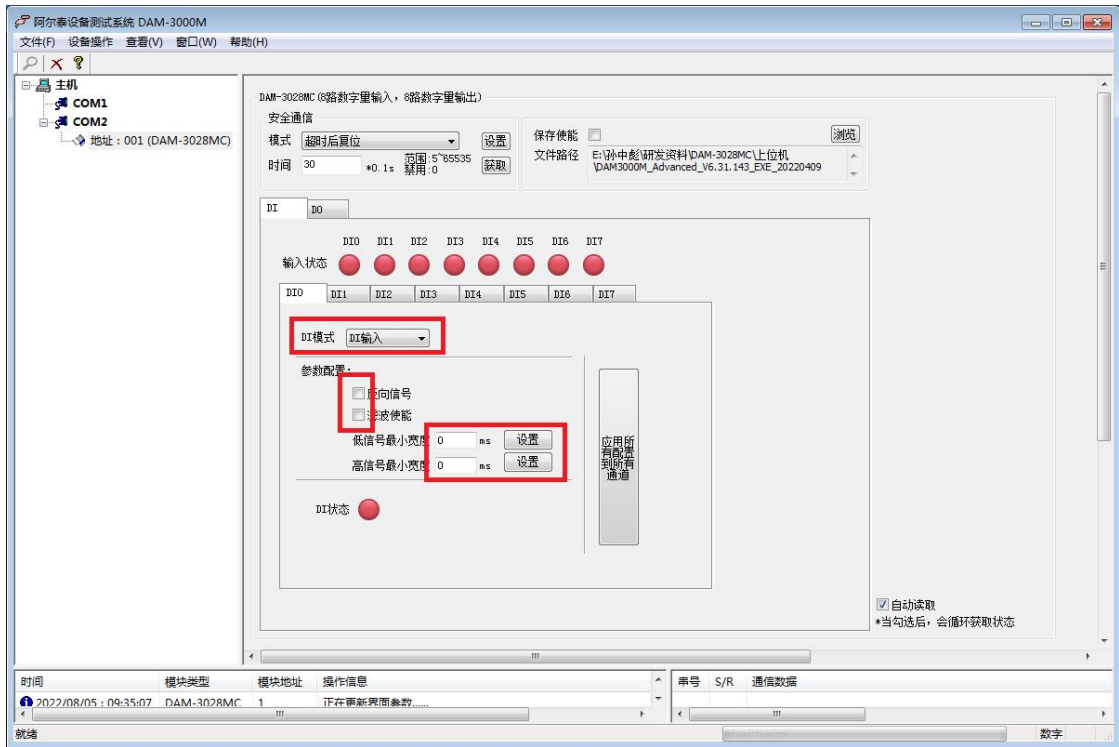 阿尔泰设备测试系统 DAM-3000M
文件(F) 设备操作 查看(V) 窗口(W) 帮助(H)
主机
COM1
COM2
地址：001 (DAM-3028MC)
DAM-3028MC(8路数字里输入，8路数字里输出)
安全通信
模式 超时后复位 设置
时间 30 *0.1s 范围:5~65535 禁用:0 获取
保存使能 浏览
文件路径 E:\孙中彪\研发资料\DAM-3028MC\上位机
\DAM3000M_Advanced_V6.31.143_EXE_20220409
DI DO
DI0 DI1 DI2 DI3 DI4 DI5 DI6 DI7
输入状态
DI0 DI1 DI2 DI3 DI4 DI5 DI6 DI7
DI模式 DI输入
参数配置:
反向信号
滤波使能
低信号最小宽度 0 ms 设置
高信号最小宽度 0 ms 设置
应用所
有配置
到所有
通道
DI状态
自动读取
*当勾选后，会循环获取状态
时间 模块类型 模块地址 操作信息
2022/08/05：09:35:07 DAM-3028MC 1 正在更新界面参数......
串号 S/R 通信数据
就绪 数字